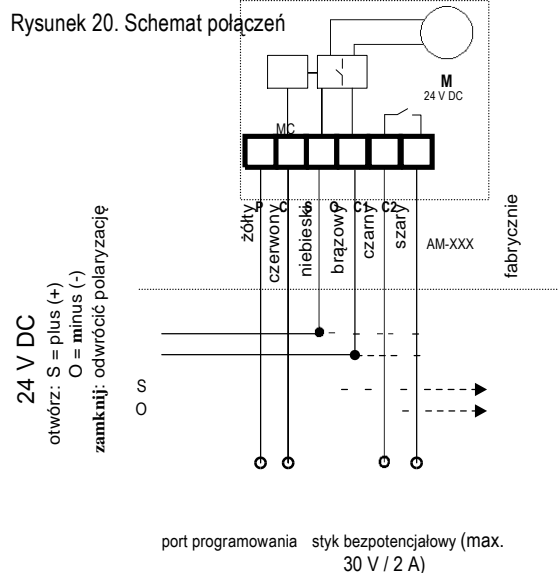 Rysunek 20. Schemat połączeń
M
24 V DC
MC
P C S O C1 C2
żółty
czerwony
niebieski
brązowy
czarny
szary
AM-XXX
fabrycznie
24 V DC
otwórz: S = plus (+)
O = minus (-)
zamknij: odwrócić polaryzację
S
O
port programowania styk bezpotencjałowy (max.
30 V / 2 A)